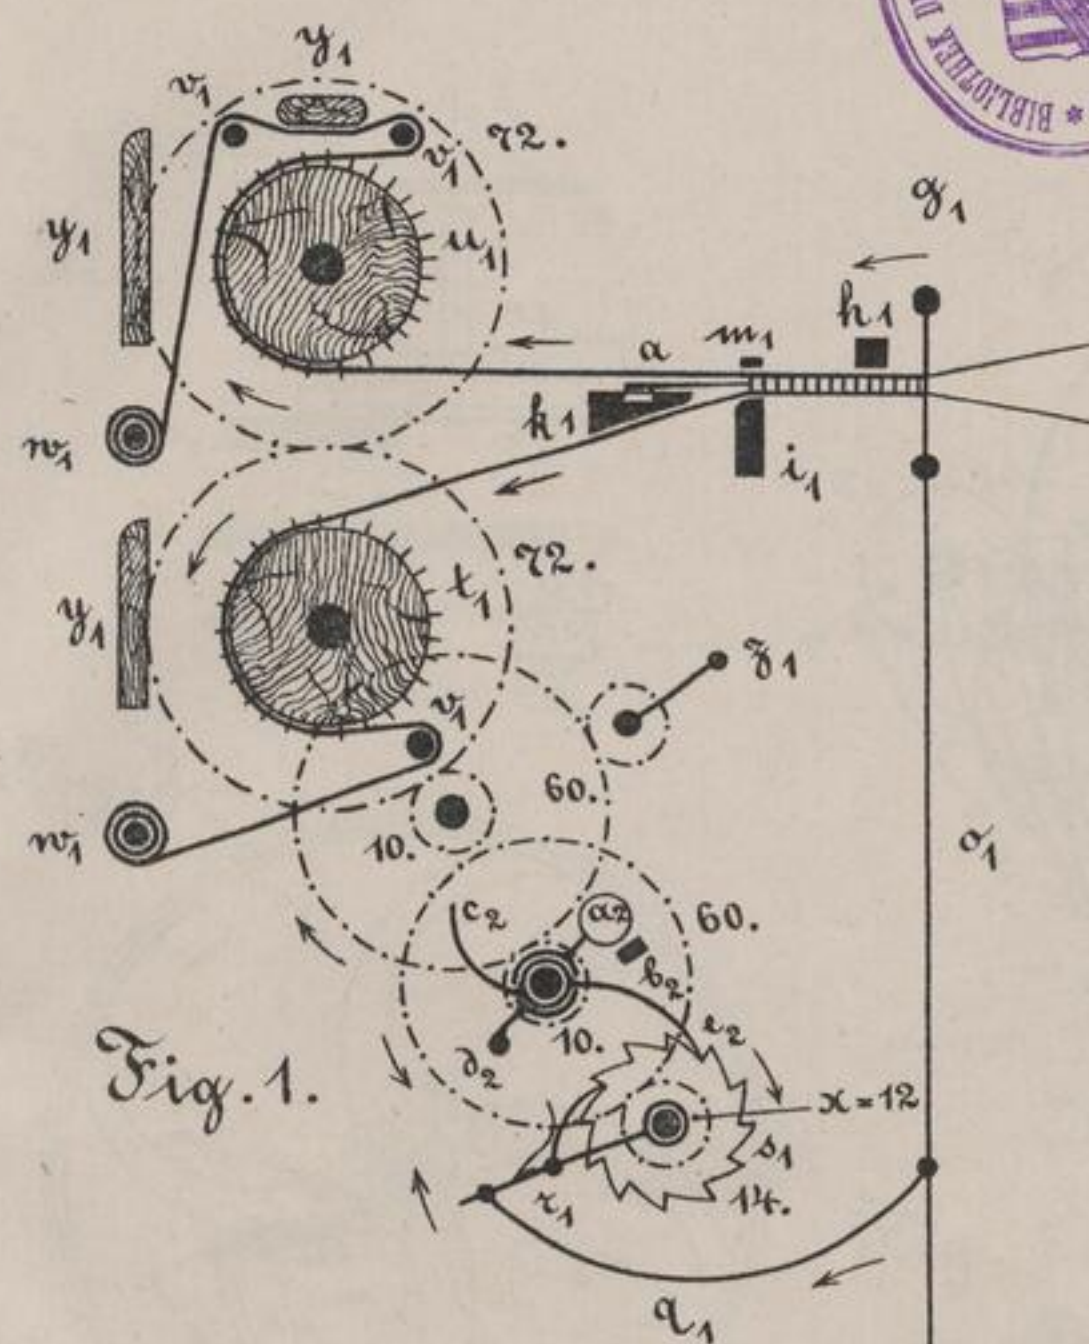 y1
v1
72.
BIBLIOTHEK D
*
v1
g1
y1
u1
h1
m1
a
k1
w1
i1
72.
y1
t1
z1
v1
60.
w1
10.
o1
c2
a2
60.
b2
10.
e2
d2
Fig. 1.
x = 12
s1
r1
14.
q1